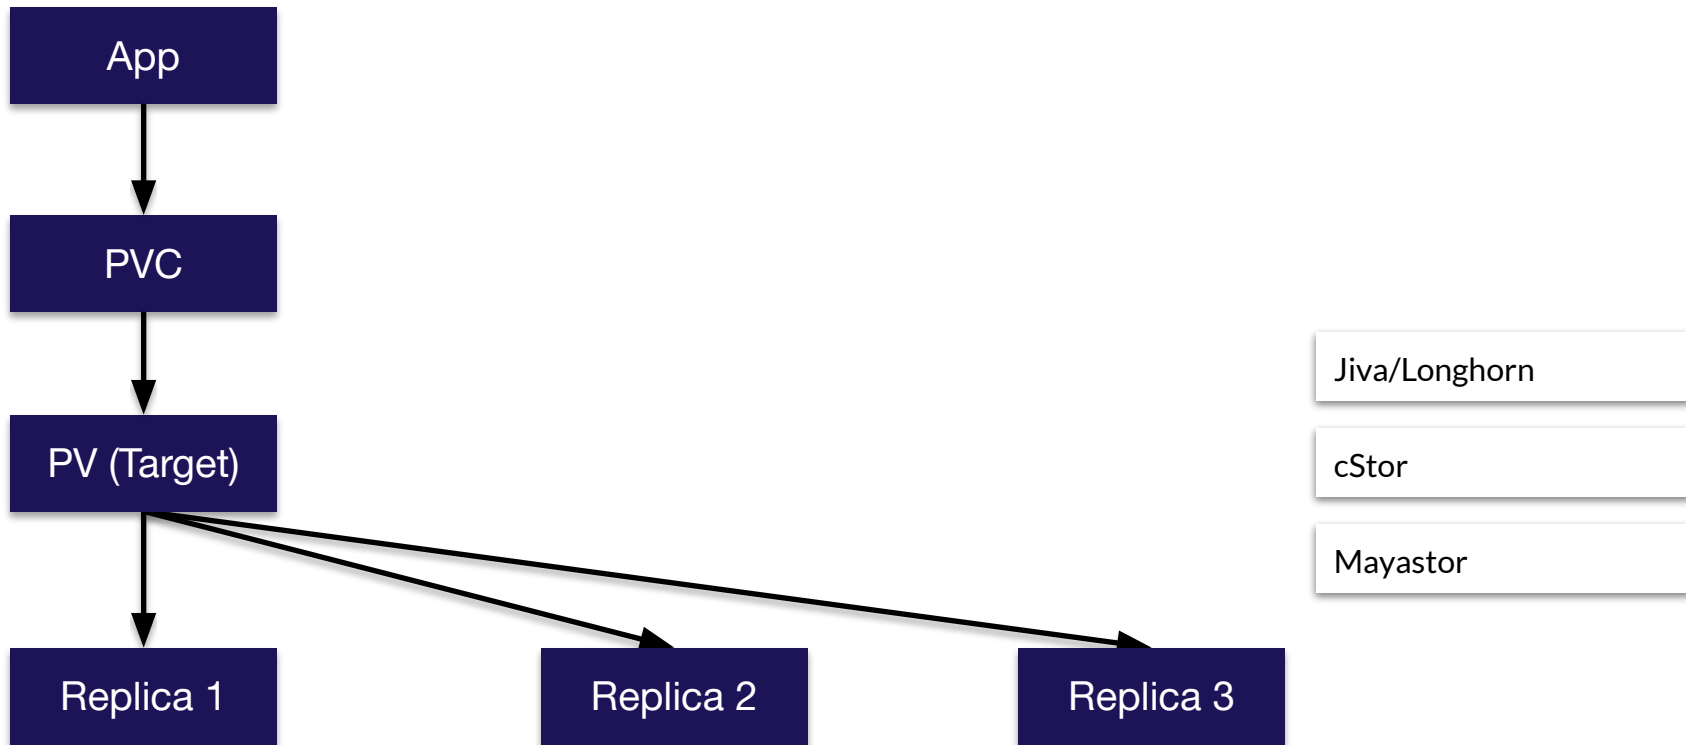 App
PVC
PV (Target)
Replica 1
Replica 2
Replica 3
Jiva/Longhorn
cStor
Mayastor